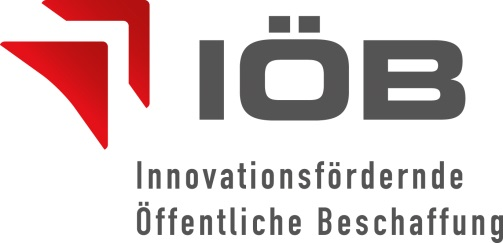 IÖB
Innovationsfördernde
Öffentliche Beschaffung